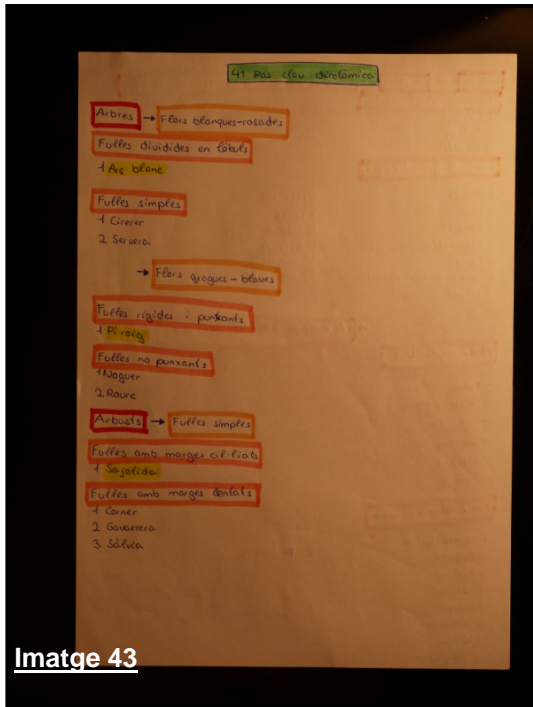 4t Pas clau dicotòmica
Arbres → Flors blanques-rosades
Fulles dividides en lòbuls
1 Arç blanc
Fulles simples
1 Cirerer
2 Servera
→ Flors grogues - blaves
Fulles rígides i punxants
1 Pi roig
Fulles no punxants
1 Noguer
2. Roure
Arbusts → Fulles simples
Fulles amb marges cil·liats
1 Sajolida
Fulles amb marges dentats
1 Corner
2 Gavarrera
3 Sàlvia
Imatge 43